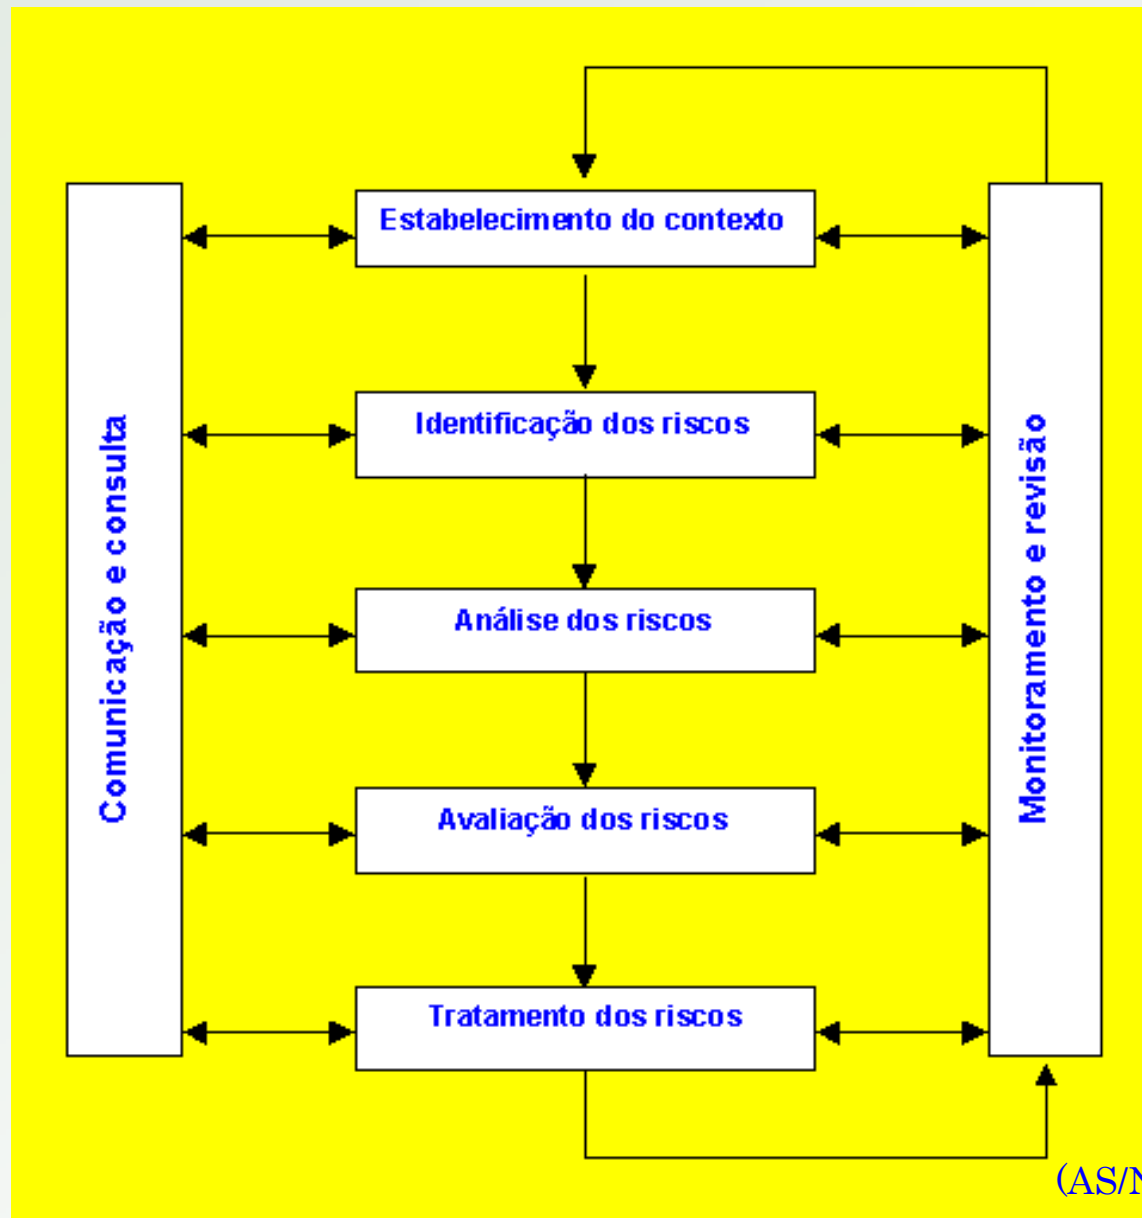 Estabelecimento do contexto
Comunicação e consulta
Identificação dos riscos
Monitoramento e revisão
Análise dos riscos
Avaliação dos riscos
Tratamento dos riscos
(AS/N